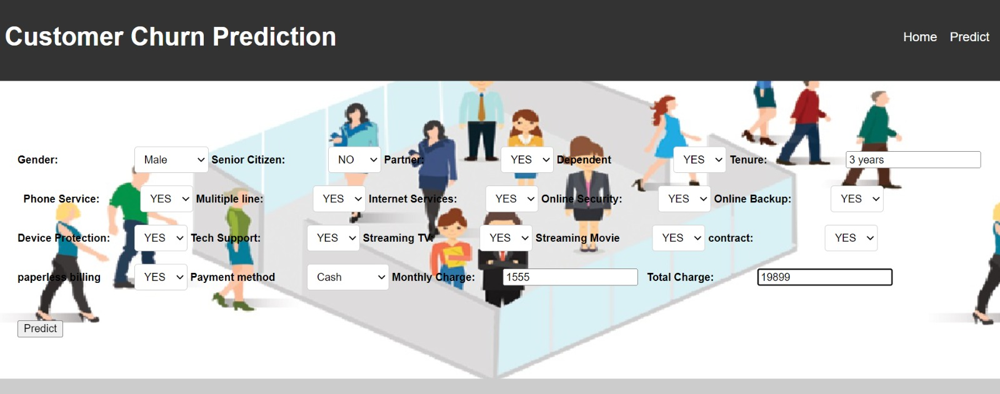 Customer Churn Prediction Home Predict
Gender: Male Senior Citizen: NO Partner: YES Dependent YES Tenure: 3 years
Phone Service: YES Mulitiple line: YES Internet Services: YES Online Security: YES Online Backup: YES
Device Protection: YES Tech Support: YES Streaming TV: YES Streaming Movie YES contract: YES
paperless billing YES Payment method Cash Monthly Charge: 1555 Total Charge: 19899
Predict